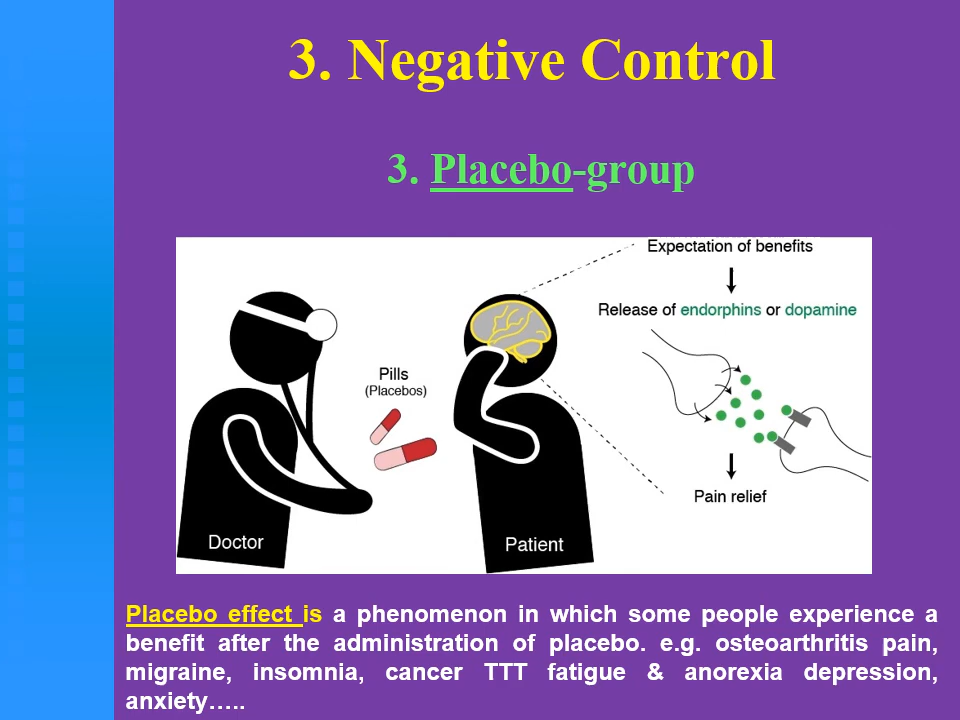 3. Negative Control
3. Placebo-group
Expectation of benefits
Release of endorphins or dopamine
Pills
(Placebos)
Pain relief
Doctor
Patient
Placebo effect is a phenomenon in which some people experience a
benefit after the administration of placebo. e.g. osteoarthritis pain,
migraine, insomnia, cancer TTT fatigue & anorexia depression,
anxiety…..